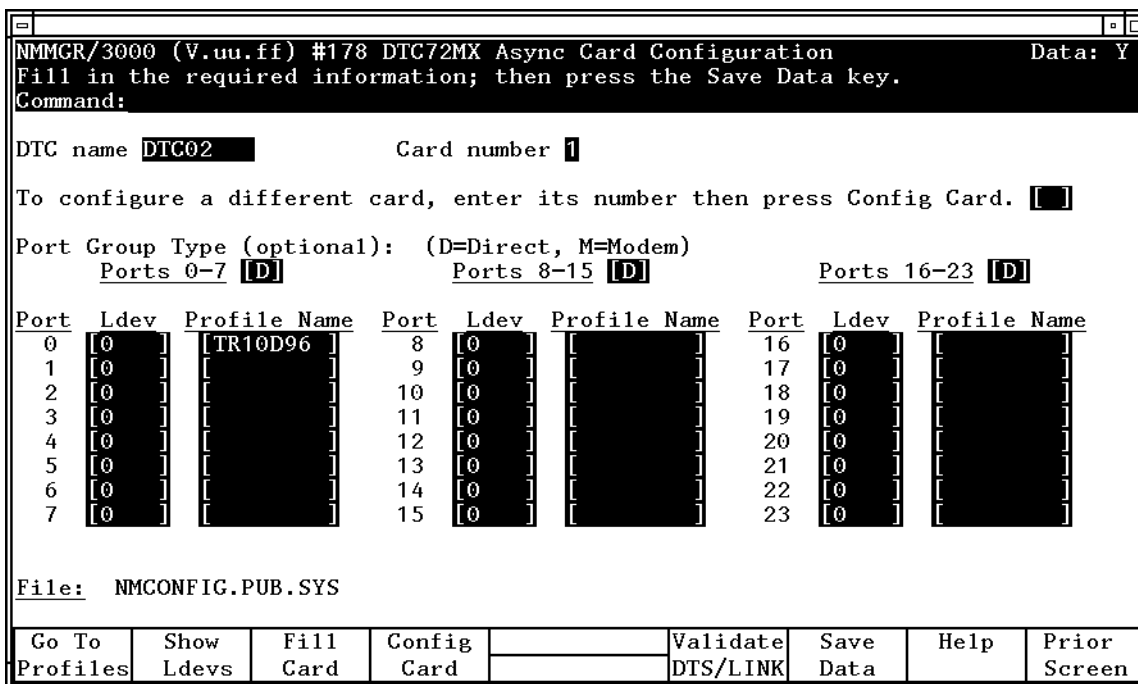 NMMGR/3000 (V.uu.ff) #178 DTC72MX Async Card Configuration Data: Y
Fill in the required information; then press the Save Data key.
Command:
DTC name DTC02 Card number 1
To configure a different card, enter its number then press Config Card. [ ]
Port Group Type (optional): (D=Direct, M=Modem)
Ports 0-7 [D] Ports 8-15 [D] Ports 16-23 [D]
Port Ldev Profile Name Port Ldev Profile Name Port Ldev Profile Name
0 [0 ] [TR10D96 ] 8 [0 ] [ ] 16 [0 ] [ ]
1 [0 ] [ ] 9 [0 ] [ ] 17 [0 ] [ ]
2 [0 ] [ ] 10 [0 ] [ ] 18 [0 ] [ ]
3 [0 ] [ ] 11 [0 ] [ ] 19 [0 ] [ ]
4 [0 ] [ ] 12 [0 ] [ ] 20 [0 ] [ ]
5 [0 ] [ ] 13 [0 ] [ ] 21 [0 ] [ ]
6 [0 ] [ ] 14 [0 ] [ ] 22 [0 ] [ ]
7 [0 ] [ ] 15 [0 ] [ ] 23 [0 ] [ ]
File: NMCONFIG.PUB.SYS
Go To Show Fill Config Validate Save Help Prior
Profiles Ldevs Card Card DTS/LINK Data Screen